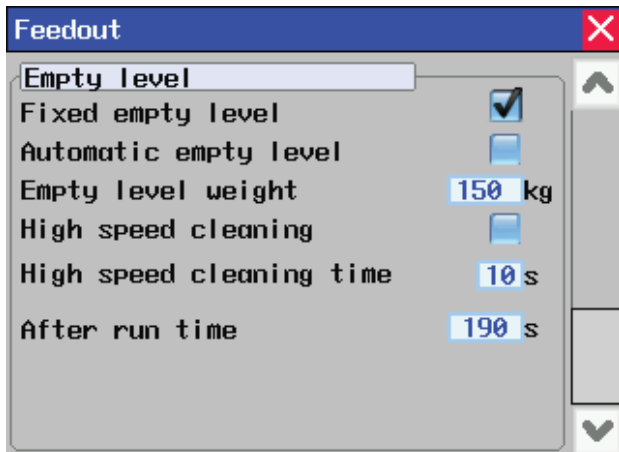 Feedout
Empty level
Fixed empty level
Automatic empty level
Empty level weight 150 kg
High speed cleaning
High speed cleaning time 10 s
After run time 190 s